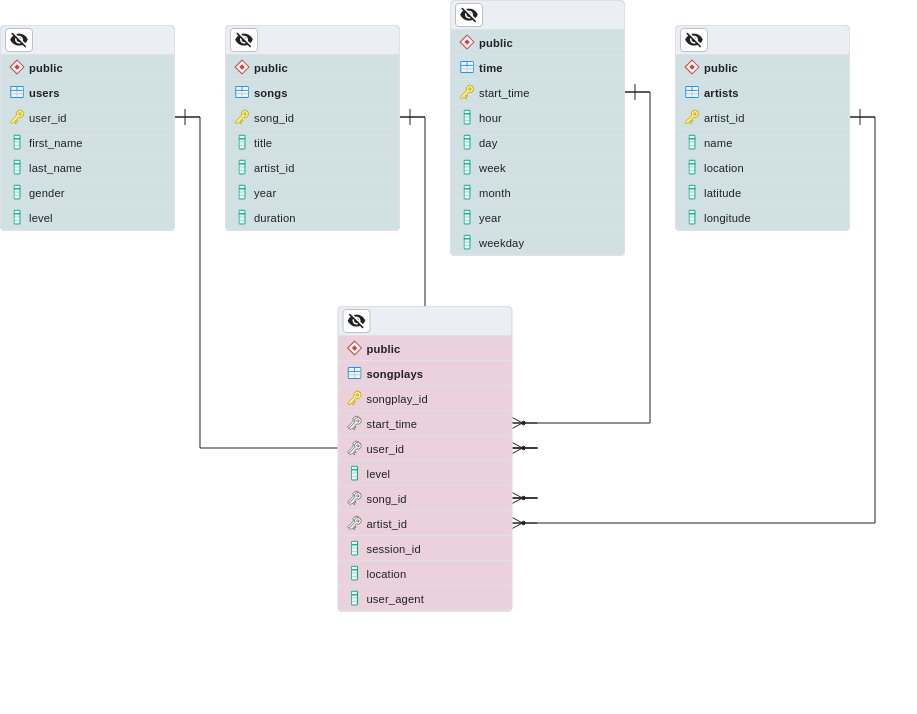 public
users
user_id
first_name
last_name
gender
level
public
songs
song_id
title
artist_id
year
duration
public
time
start_time
hour
day
week
month
year
weekday
public
artists
artist_id
name
location
latitude
longitude
public
songplays
songplay_id
start_time
user_id
level
song_id
artist_id
session_id
location
user_agent